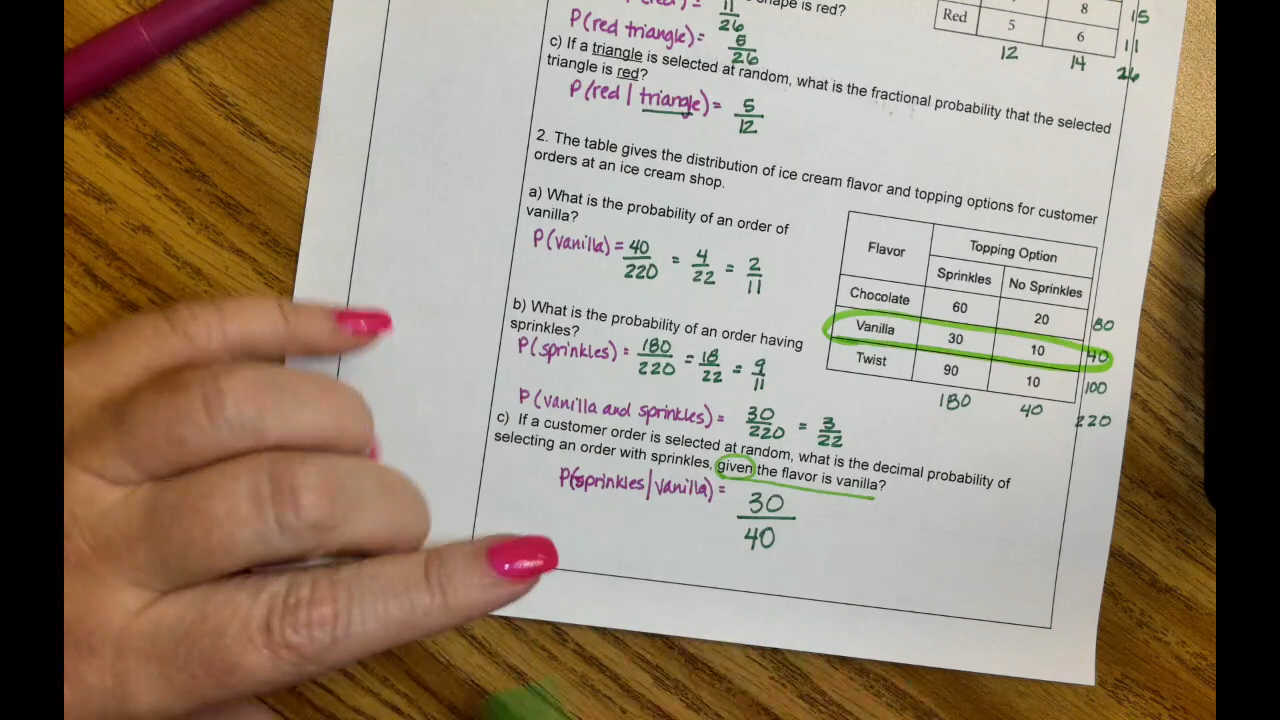 11
26
shape is red?
P(red triangle) = 5/26
8 15
Red 5 6 11
12 14 26
c) If a triangle is selected at random, what is the fractional probability that the selected
triangle is red?
P(red | triangle) = 5/12
2. The table gives the distribution of ice cream flavor and topping options for customer
orders at an ice cream shop.
a) What is the probability of an order of
vanilla?
P(vanilla) = 40/220 = 4/22 = 2/11
b) What is the probability of an order having
sprinkles?
P(sprinkles) = 180/220 = 18/22 = 9/11
Flavor Topping Option
Sprinkles No Sprinkles
Chocolate 60 20 80
Vanilla 30 10 40
Twist 90 10 100
180 40 220
P(vanilla and sprinkles) = 30/220 = 3/22
c) If a customer order is selected at random, what is the decimal probability of
selecting an order with sprinkles, given the flavor is vanilla?
P(sprinkles | vanilla) = 30/40